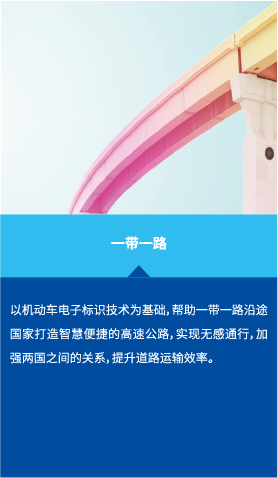 一带一路
以机动车电子标识技术为基础，帮助一带一路沿途
国家打造智慧便捷的高速公路，实现无感通行，加
强两国之间的关系，提升道路运输效率。